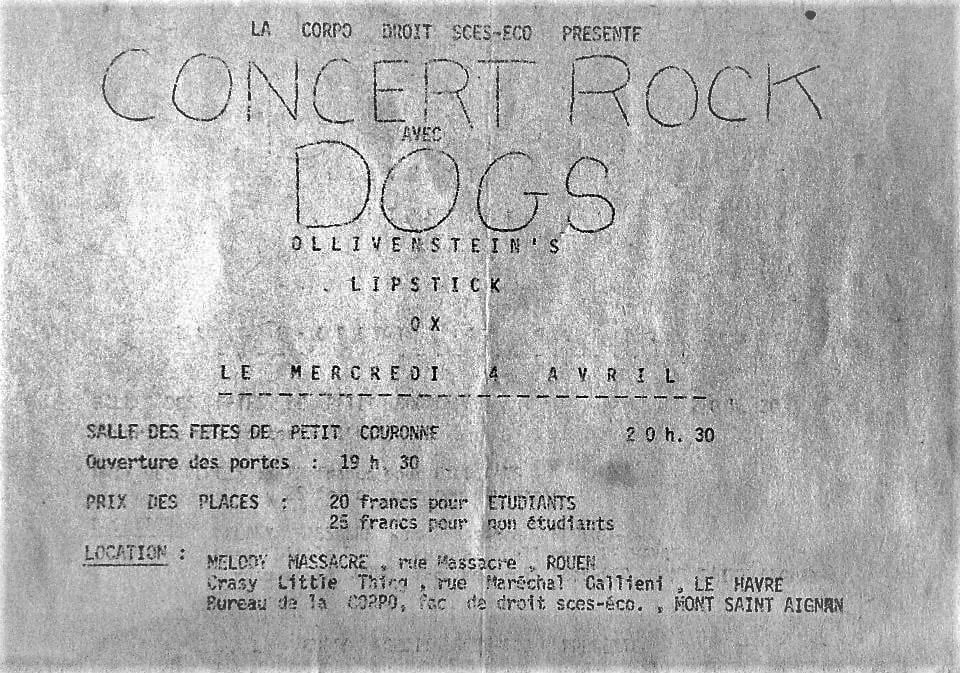 LA CORPO DROIT SCES-ECO PRESENTE
CONCERT ROCK
AVEC
DOGS
OLLIVENSTEIN'S
LIPSTICK
OX
LE MERCREDI 4 AVRIL
SALLE DES FETES DE PETIT COURONNE 20h. 30
Ouverture des portes : 19 h. 30
PRIX DES PLACES : 20 francs pour ETUDIANTS
25 francs pour non étudiants
LOCATION : MELODY MASSACRE , rue Massacre , ROUEN
Crasy Little Thing , rue Maréchal Gallieni , LE HAVRE
Bureau de la CORPO, fac de droit sces-éco. , MONT SAINT AIGNAN